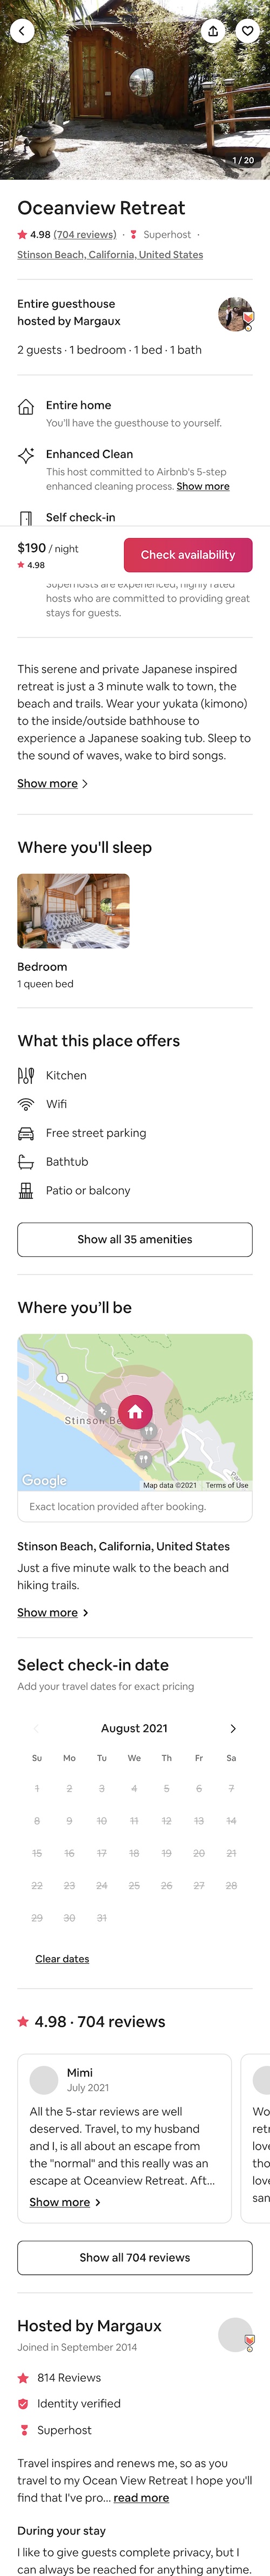 1 / 20
Oceanview Retreat
4.98 (704 reviews) · Superhost ·
Stinson Beach, California, United States
Entire guesthouse
hosted by Margaux
2 guests · 1 bedroom · 1 bed · 1 bath
Entire home
You'll have the guesthouse to yourself.
Enhanced Clean
This host committed to Airbnb's 5-step
enhanced cleaning process. Show more
Self check-in
$190 / night
4.98
Check availability
Superhosts are experienced, highly rated
hosts who are committed to providing great
stays for guests.
This serene and private Japanese inspired
retreat is just a 3 minute walk to town, the
beach and trails. Wear your yukata (kimono)
to the inside/outside bathhouse to
experience a Japanese soaking tub. Sleep to
the sound of waves, wake to bird songs.
Show more
Where you'll sleep
Bedroom
1 queen bed
What this place offers
Kitchen
Wifi
Free street parking
Bathtub
Patio or balcony
Show all 35 amenities
Where you'll be
1
Stinson Be
Google
Map data ©2021 Terms of Use
Exact location provided after booking.
Stinson Beach, California, United States
Just a five minute walk to the beach and
hiking trails.
Show more
Select check-in date
Add your travel dates for exact pricing
August 2021
Su Mo Tu We Th Fr Sa
1 2 3 4 5 6 7
8 9 10 11 12 13 14
15 16 17 18 19 20 21
22 23 24 25 26 27 28
29 30 31
Clear dates
4.98 · 704 reviews
Mimi
July 2021
All the 5-star reviews are well
deserved. Travel, to my husband
and I, is all about an escape from
the "normal" and this really was an
escape at Oceanview Retreat. Aft...
Show more
Wo
retr
love
tho
love
san
Show all 704 reviews
Hosted by Margaux
Joined in September 2014
814 Reviews
Identity verified
Superhost
Travel inspires and renews me, so as you
travel to my Ocean View Retreat I hope you'll
find that I've pro... read more
During your stay
I like to give guests complete privacy, but I
can always be reached for anything anytime.